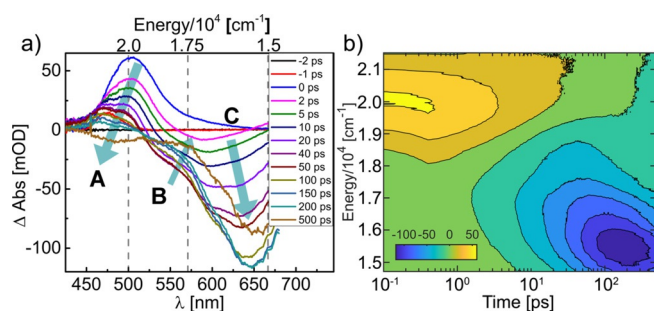 Energy/10⁴ [cm⁻¹]
a)
2.0 1.75 1.5
50
0
-50
-100
Δ Abs [mOD]
A
B
C
-2 ps
-1 ps
0 ps
2 ps
5 ps
10 ps
20 ps
40 ps
50 ps
100 ps
150 ps
200 ps
500 ps
450 500 550 600 650 700
λ [nm]
b)
2.1
2.0
1.9
1.8
1.7
1.6
1.5
Energy/10⁴ [cm⁻¹]
-100 -50 0 50
10⁻¹ 10⁰ 10¹ 10²
Time [ps]